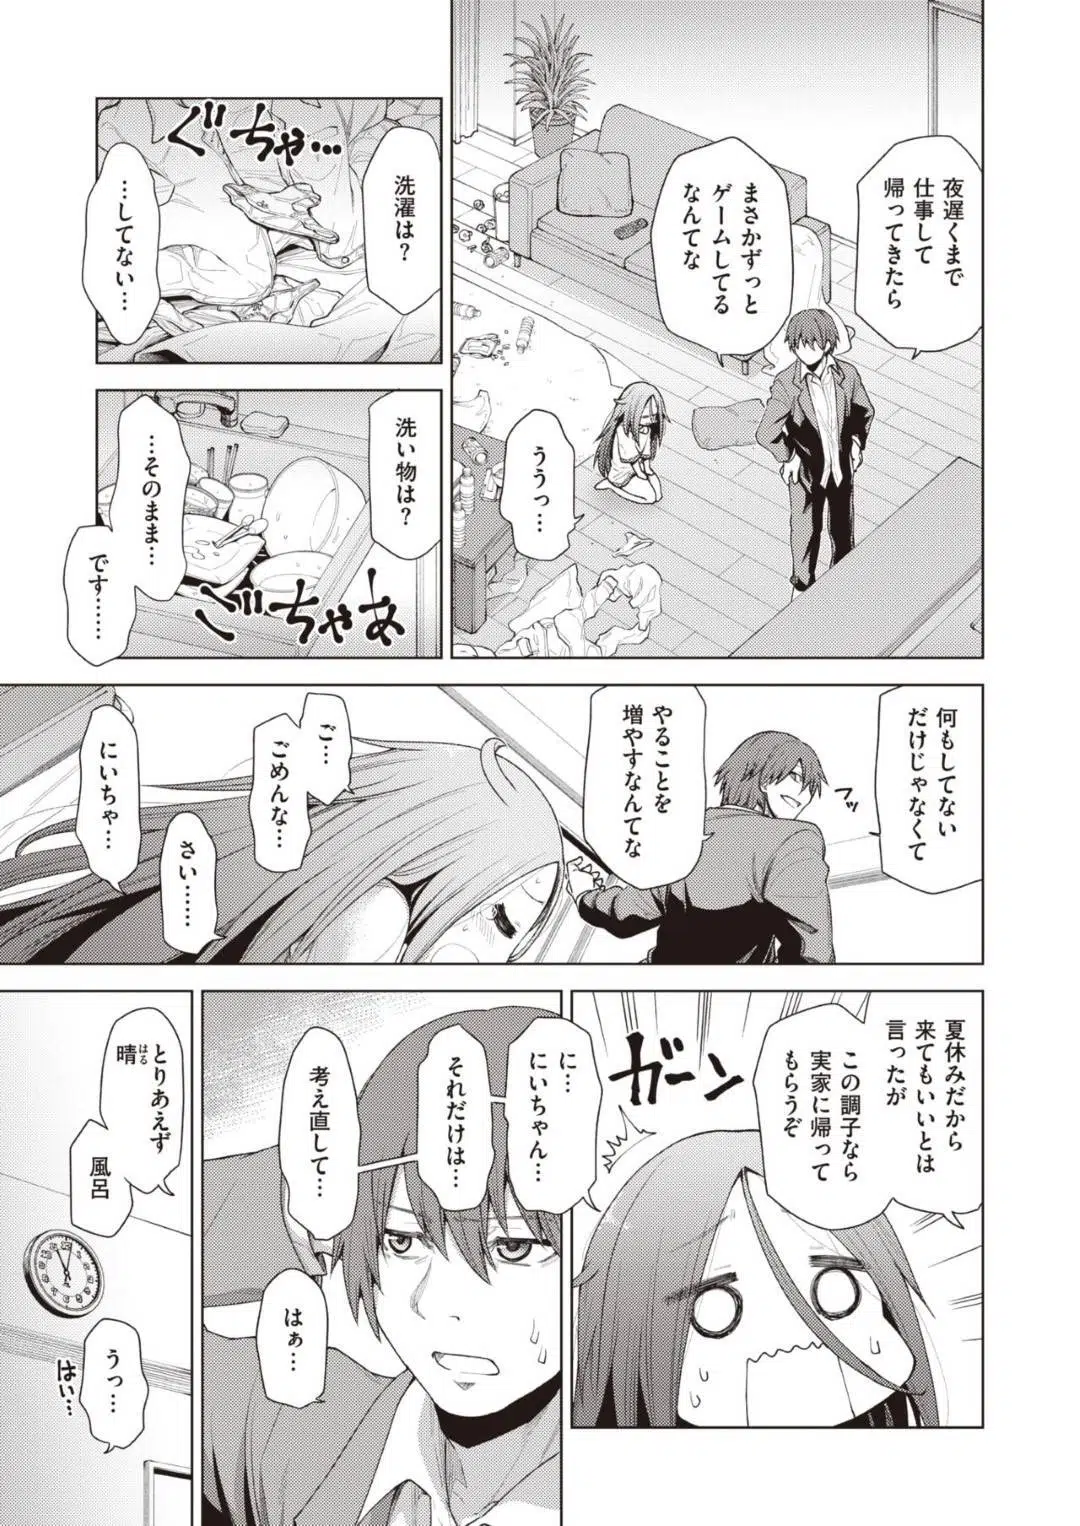 夜遅くまで
仕事して
帰ってきたら
まさかずっと
ゲームしてる
なんてな
ううっ…
洗濯は？
ぐちゃ…
…してない…
洗い物は？
…そのまま…
です………
ごちゃあ
何もしてない
だけじゃなくて
フッ
やることを
増やすなんてな
ご…
ごめんな…
さい……
にいちゃ…
夏休みだから
来てもいいとは
言ったが
この調子なら
実家に帰って
もらうぞ
ガーン
に…
にいちゃん…
それだけは…
考え直して…
はぁ…
とりあえず
晴
はる
風呂
うっ…
はい…